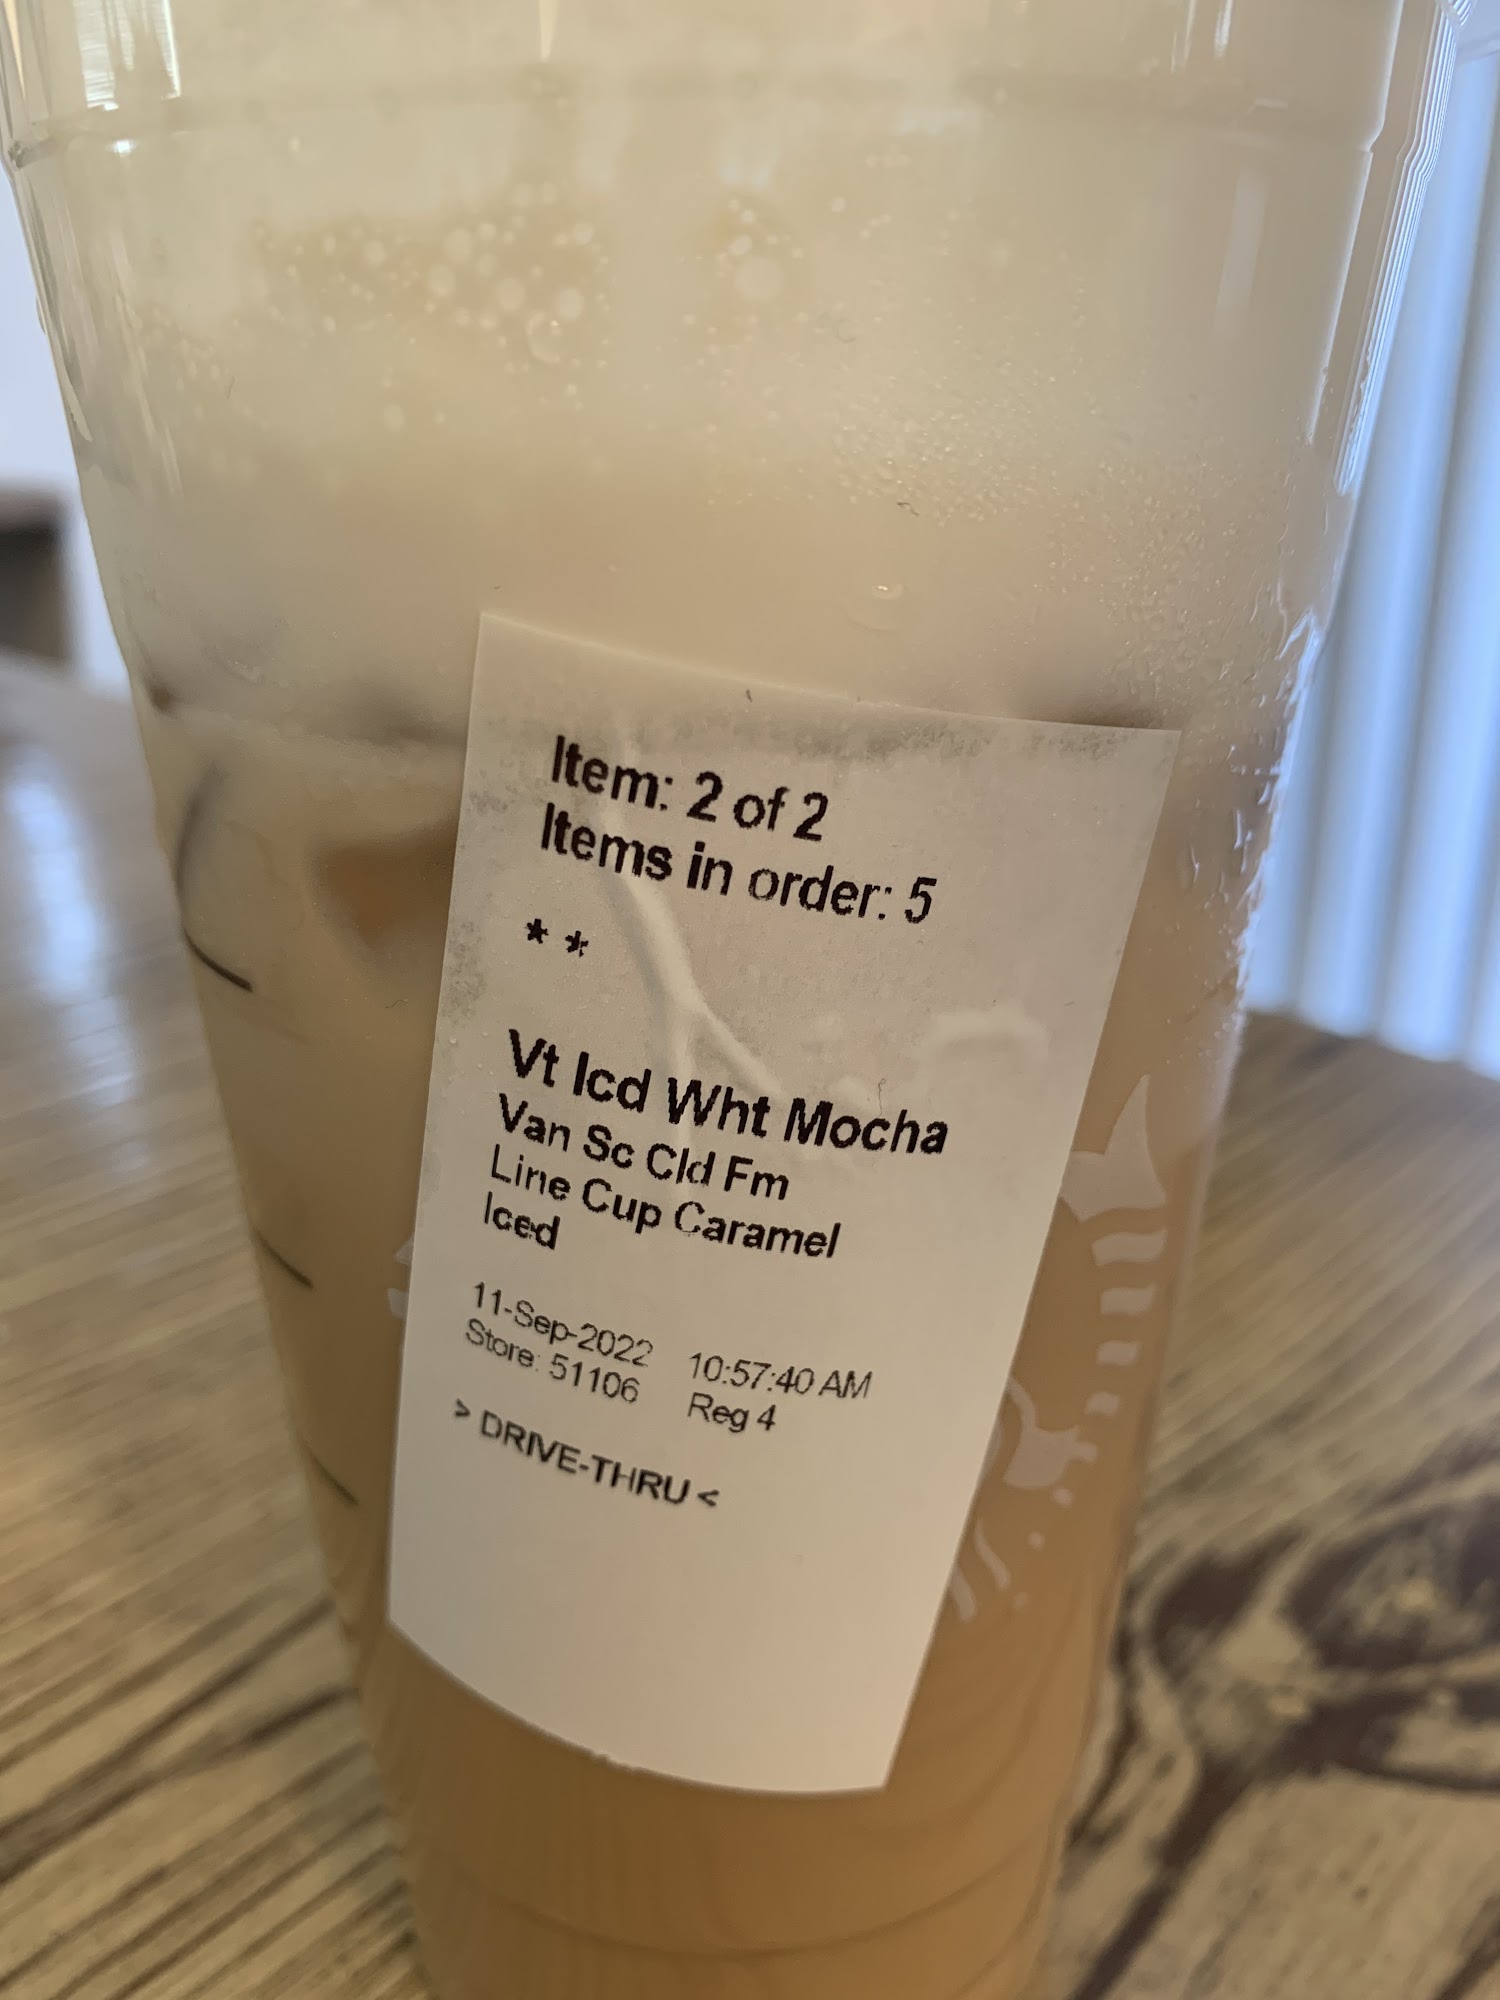 Item: 2 of 2
Items in order: 5
* *
Vt Icd Wht Mocha
Van Sc Cld Fm
Line Cup Caramel
Iced
11-Sep-2022 10:57:40 AM
Store: 51106 Reg 4
> DRIVE-THRU <